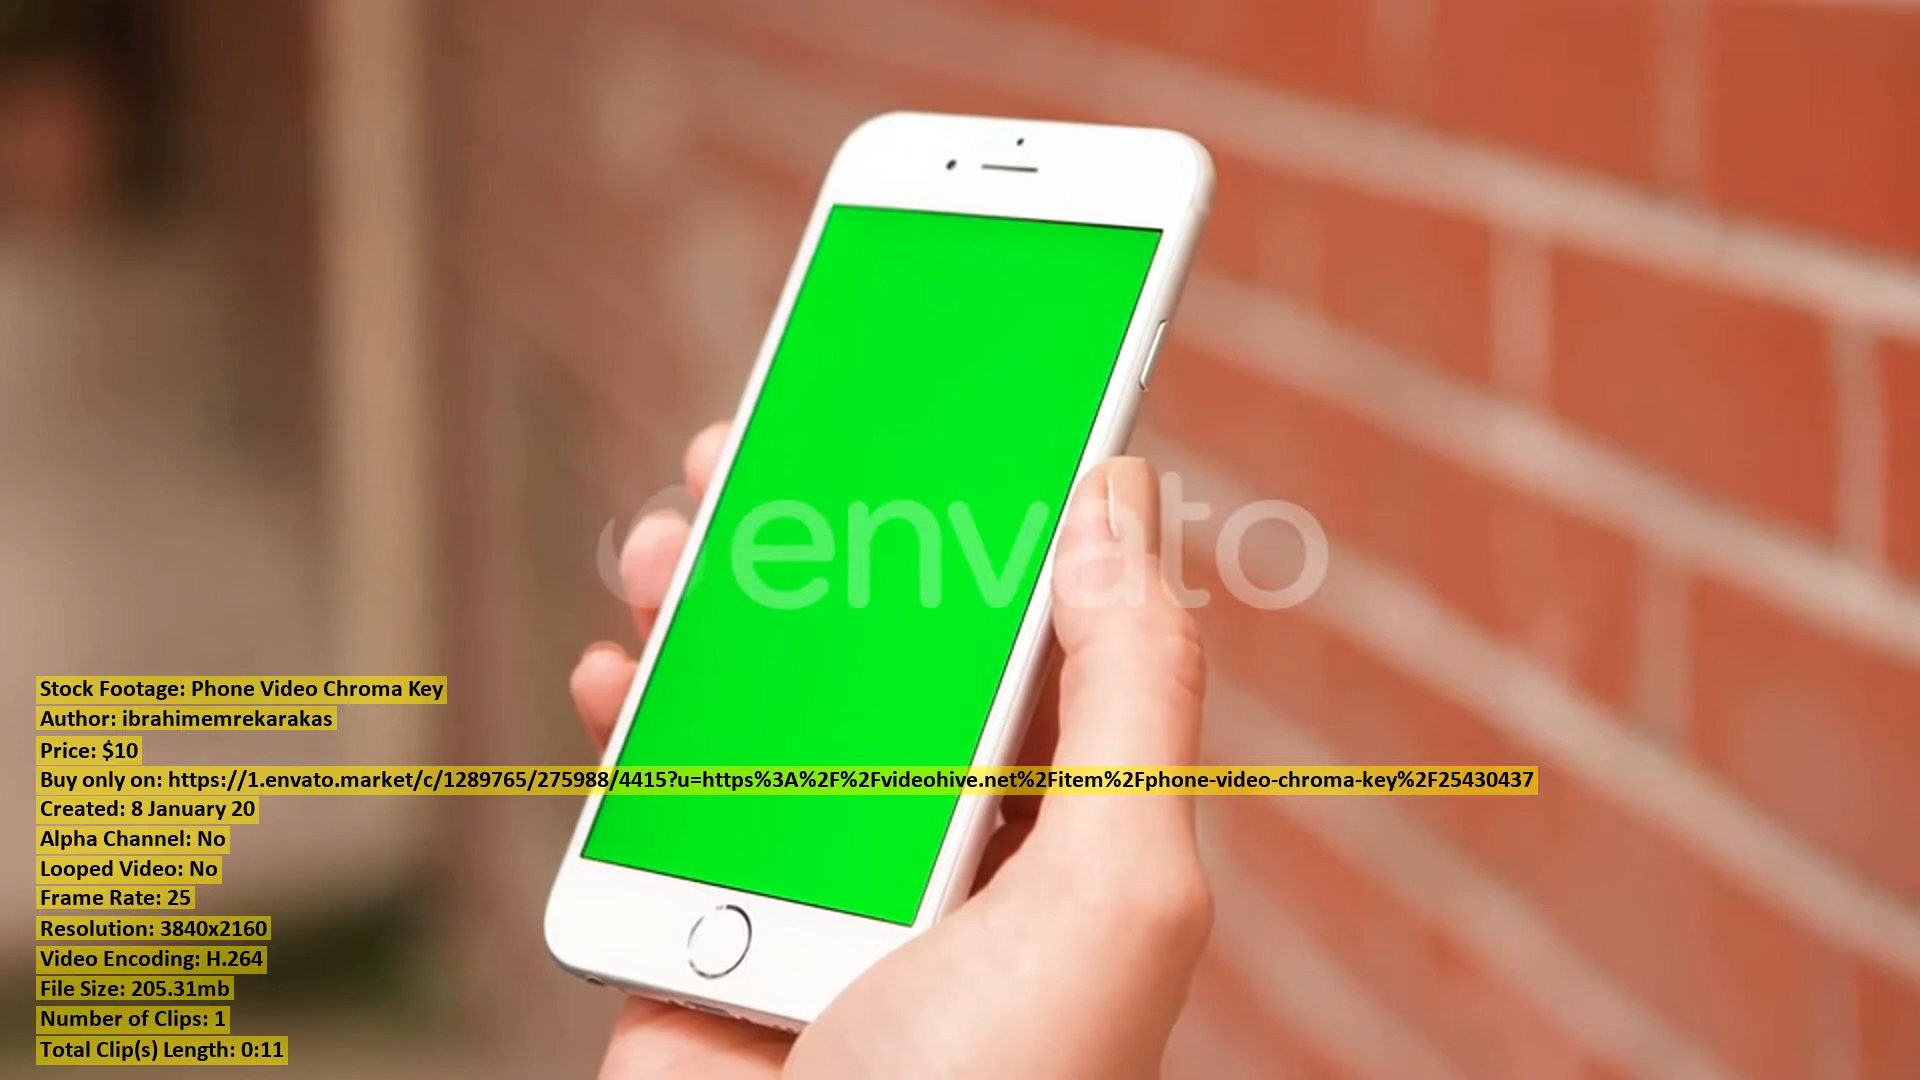 envato
Stock Footage: Phone Video Chroma Key
Author: ibrahimemrekarakas
Price: $10
Buy only on: https://1.envato.market/c/1289765/275988/4415?u=https%3A%2F%2Fvideohive.net%2Fitem%2Fphone-video-chroma-key%2F25430437
Created: 8 January 20
Alpha Channel: No
Looped Video: No
Frame Rate: 25
Resolution: 3840x2160
Video Encoding: H.264
File Size: 205.31mb
Number of Clips: 1
Total Clip(s) Length: 0:11